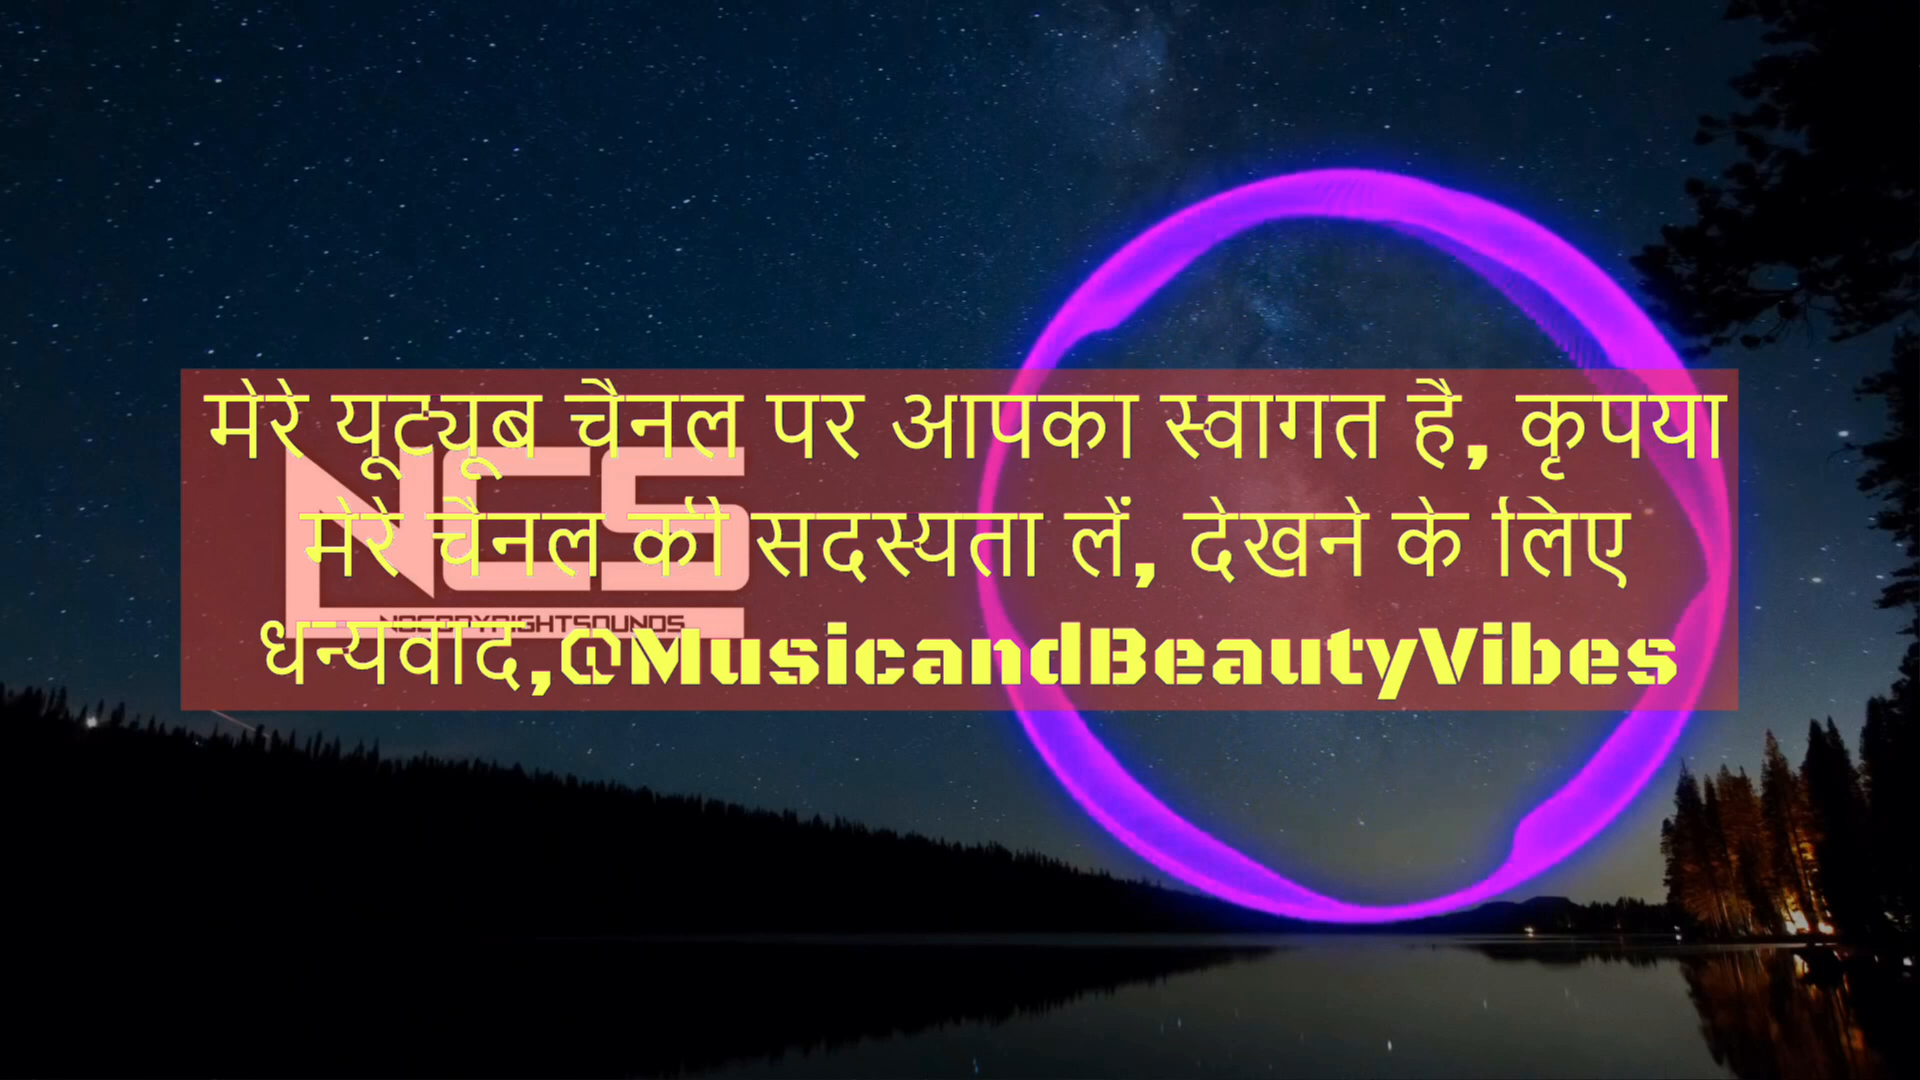 मेरे यूट्यूब चैनल पर आपका स्वागत है, कृपया
मेरे चैनल की सदस्यता लें, देखने के लिए
धन्यवाद,@MusicandBeautyVibes
NCS
NOCOPYRIGHTSOUNDS